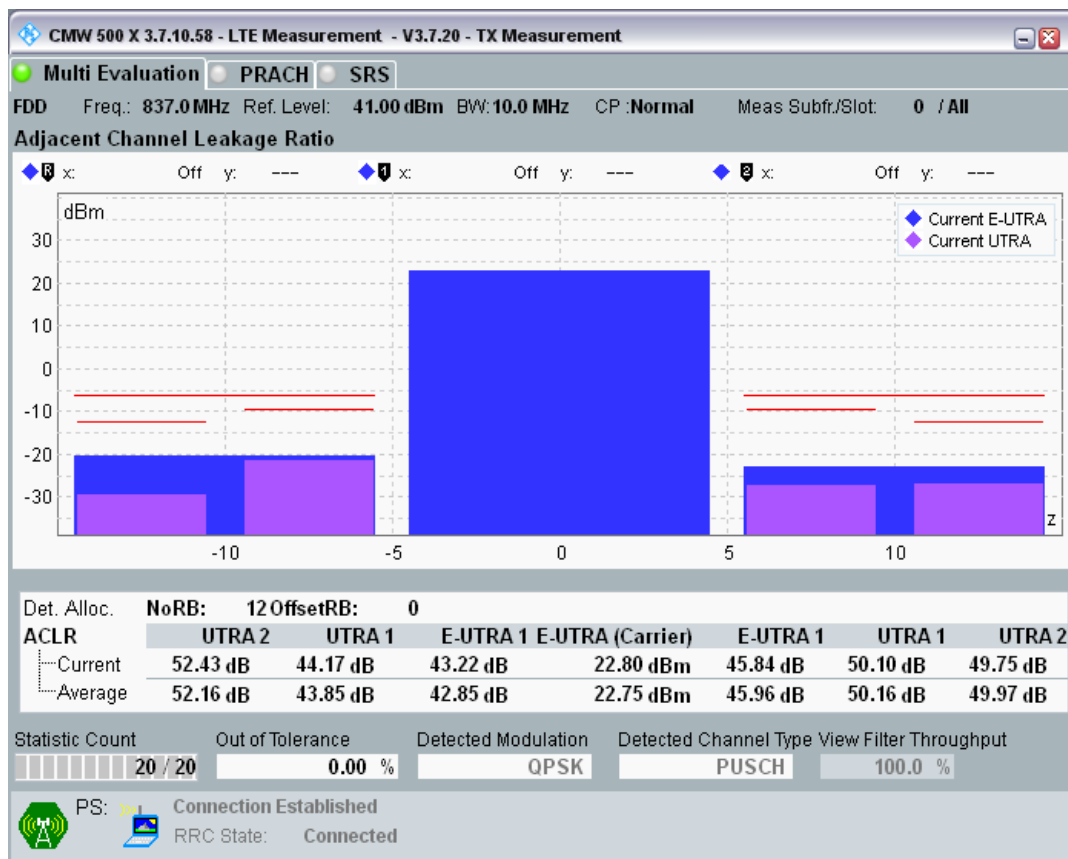 CMW 500 X 3.7.10.58 - LTE Measurement - V3.7.20 - TX Measurement
Multi Evaluation PRACH SRS
FDD Freq.: 837.0 MHz Ref. Level: 41.00 dBm BW: 10.0 MHz CP :Normal Meas Subfr./Slot: 0 / All
Adjacent Channel Leakage Ratio
R x: Off y: --- 1 x: Off y: --- 2 x: Off y: ---
dBm
Current E-UTRA
Current UTRA
30
20
10
0
-10
-20
-30
z
-10 -5 0 5 10
Det. Alloc. NoRB: 12 OffsetRB: 0
ACLR UTRA 2 UTRA 1 E-UTRA 1 E-UTRA (Carrier) E-UTRA 1 UTRA 1 UTRA 2
Current 52.43 dB 44.17 dB 43.22 dB 22.80 dBm 45.84 dB 50.10 dB 49.75 dB
Average 52.16 dB 43.85 dB 42.85 dB 22.75 dBm 45.96 dB 50.16 dB 49.97 dB
Statistic Count Out of Tolerance Detected Modulation Detected Channel Type View Filter Throughput
20 / 20 0.00 % QPSK PUSCH 100.0 %
PS: Connection Established
RRC State: Connected